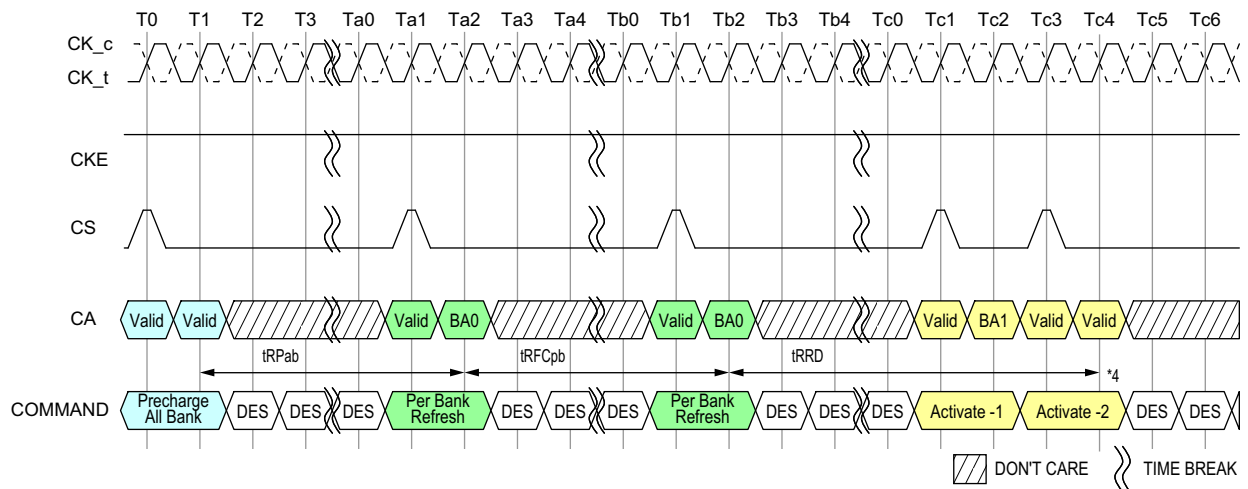 T0 T1 T2 T3 Ta0 Ta1 Ta2 Ta3 Ta4 Tb0 Tb1 Tb2 Tb3 Tb4 Tc0 Tc1 Tc2 Tc3 Tc4 Tc5 Tc6
CK_c
CK_t
CKE
CS
CA Valid Valid Valid BA0 Valid BA0 Valid BA1 Valid Valid
tRPab tRFCpb tRRD *4
COMMAND Precharge All Bank DES DES DES Per Bank Refresh DES DES DES Per Bank Refresh DES DES DES Activate -1 Activate -2 DES DES
DON'T CARE TIME BREAK